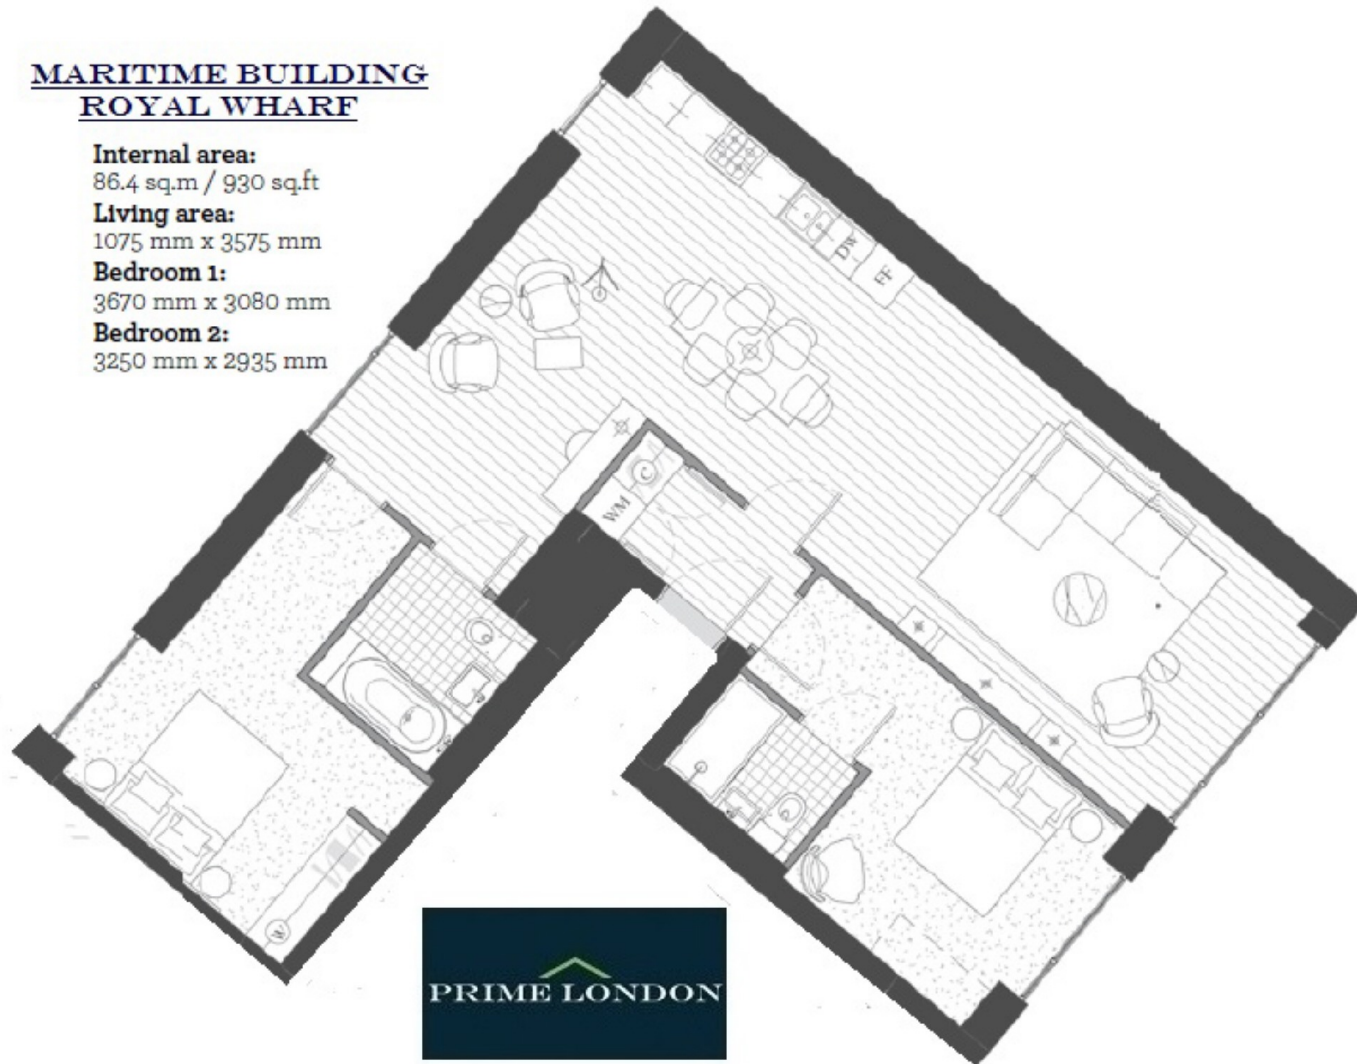 MARITIME BUILDING
ROYAL WHARF
Internal area:
86.4 sq.m / 930 sq.ft
Living area:
1075 mm x 3575 mm
Bedroom 1:
3670 mm x 3080 mm
Bedroom 2:
3250 mm x 2935 mm
DW
FF
C
WM
W
PRIME LONDON